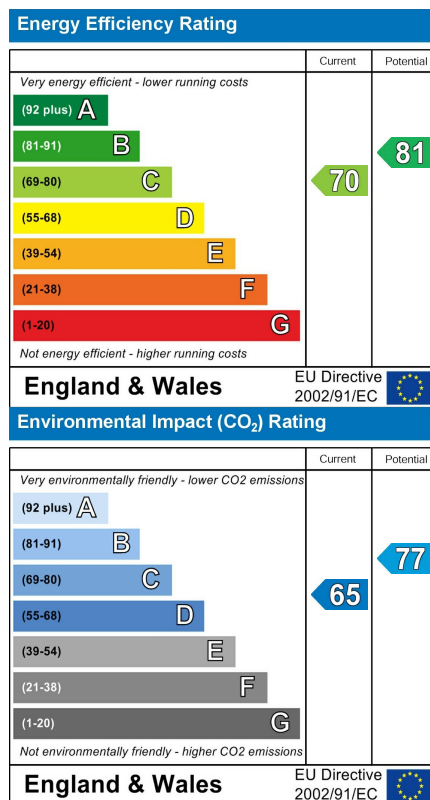 Energy Efficiency Rating
Current Potential
Very energy efficient - lower running costs
(92 plus) A
(81-91) B
81
(69-80) C
70
(55-68) D
(39-54) E
(21-38) F
(1-20) G
Not energy efficient - higher running costs
England & Wales
EU Directive
2002/91/EC
Environmental Impact (CO₂) Rating
Current Potential
Very environmentally friendly - lower CO2 emissions
(92 plus) A
(81-91) B
77
(69-80) C
65
(55-68) D
(39-54) E
(21-38) F
(1-20) G
Not environmentally friendly - higher CO2 emissions
England & Wales
EU Directive
2002/91/EC